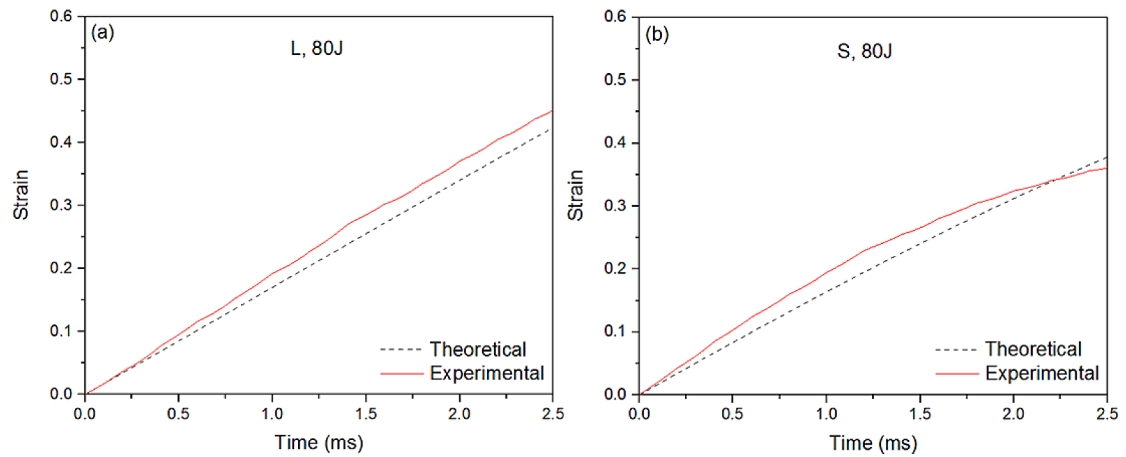 (a)
L, 80J
0.6
0.5
0.4
0.3
0.2
0.1
0.0
Strain
Theoretical
Experimental
0.0 0.5 1.0 1.5 2.0 2.5
Time (ms)
(b)
S, 80J
0.6
0.5
0.4
0.3
0.2
0.1
0.0
Strain
Theoretical
Experimental
0.0 0.5 1.0 1.5 2.0 2.5
Time (ms)